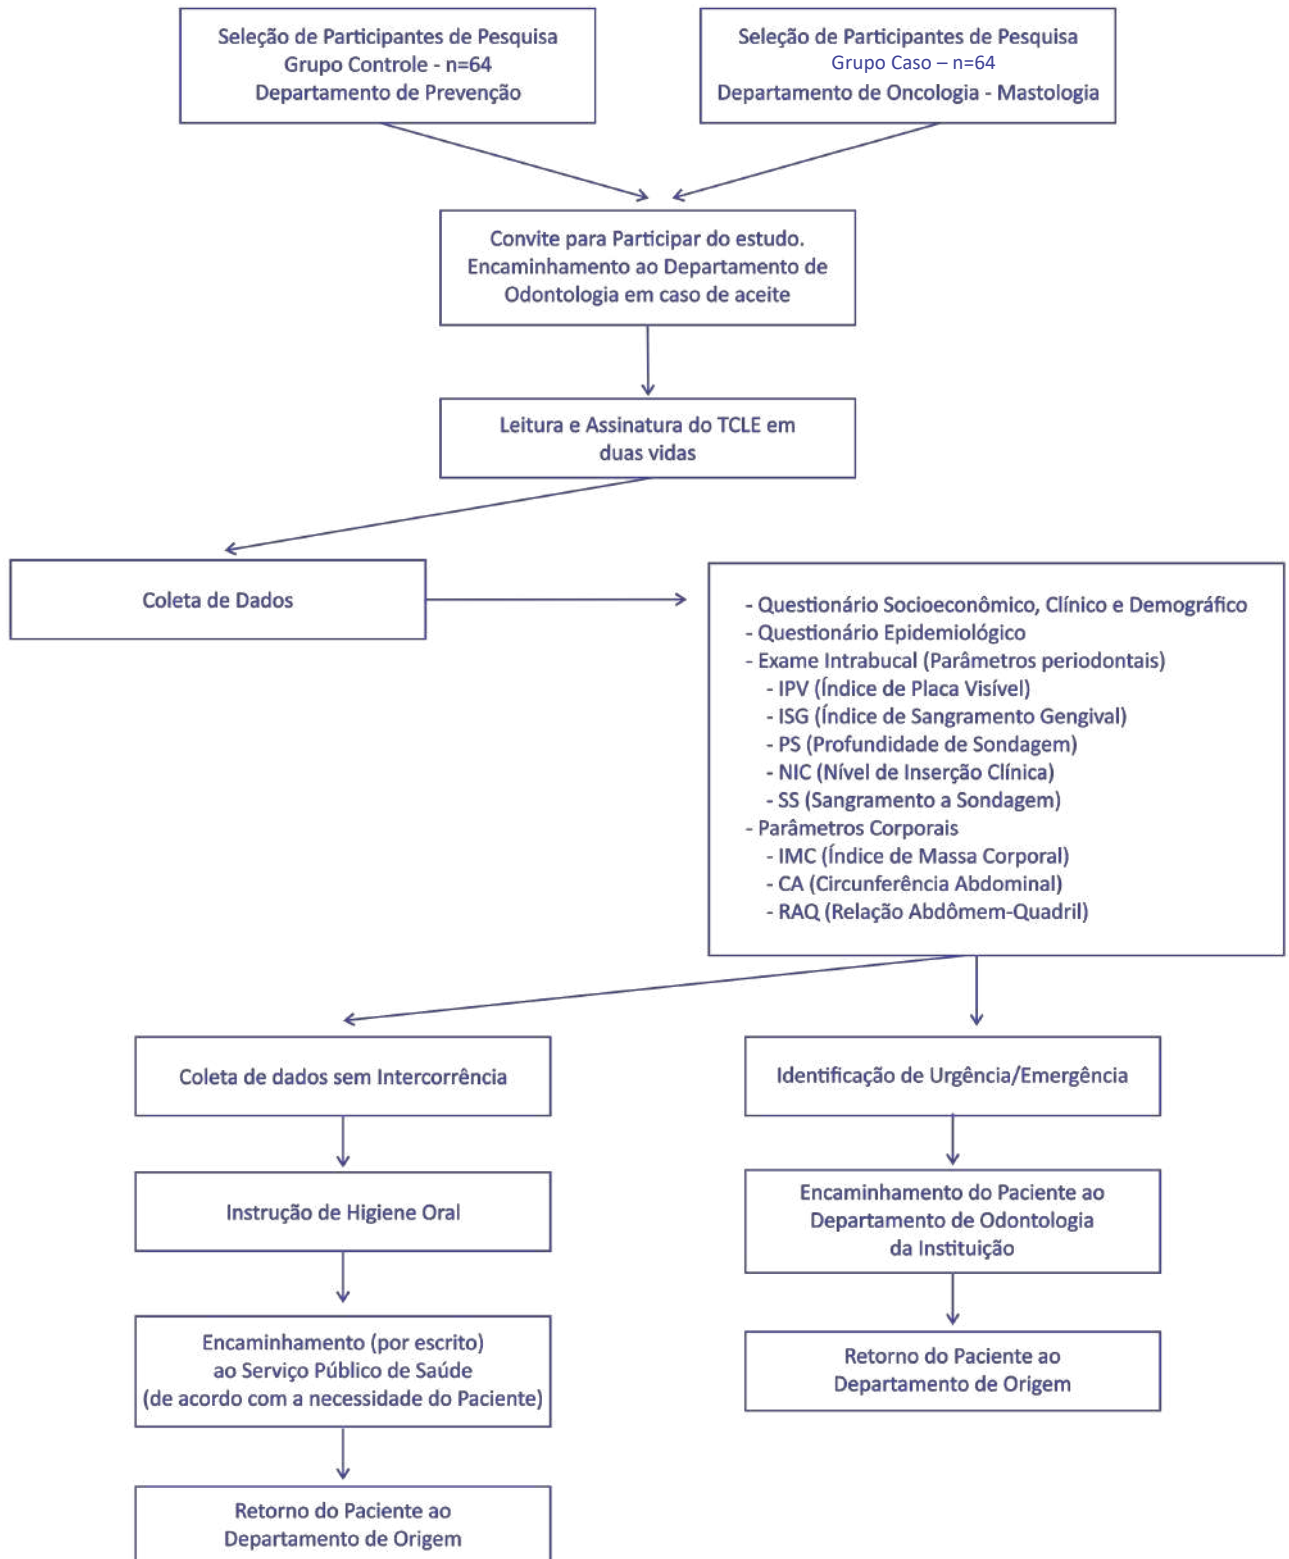 Seleção de Participantes de Pesquisa
Grupo Controle - n=64
Departamento de Prevenção
Seleção de Participantes de Pesquisa
Grupo Caso – n=64
Departamento de Oncologia - Mastologia
Convite para Participar do estudo.
Encaminhamento ao Departamento de
Odontologia em caso de aceite
Leitura e Assinatura do TCLE em
duas vidas
Coleta de Dados
- Questionário Socioeconômico, Clínico e Demográfico
- Questionário Epidemiológico
- Exame Intrabucal (Parâmetros periodontais)
- IPV (Índice de Placa Visível)
- ISG (Índice de Sangramento Gengival)
- PS (Profundidade de Sondagem)
- NIC (Nível de Inserção Clínica)
- SS (Sangramento a Sondagem)
- Parâmetros Corporais
- IMC (Índice de Massa Corporal)
- CA (Circunferência Abdominal)
- RAQ (Relação Abdômem-Quadril)
Coleta de dados sem Intercorrência
Instrução de Higiene Oral
Encaminhamento (por escrito)
ao Serviço Público de Saúde
(de acordo com a necessidade do Paciente)
Retorno do Paciente ao
Departamento de Origem
Identificação de Urgência/Emergência
Encaminhamento do Paciente ao
Departamento de Odontologia
da Instituição
Retorno do Paciente ao
Departamento de Origem